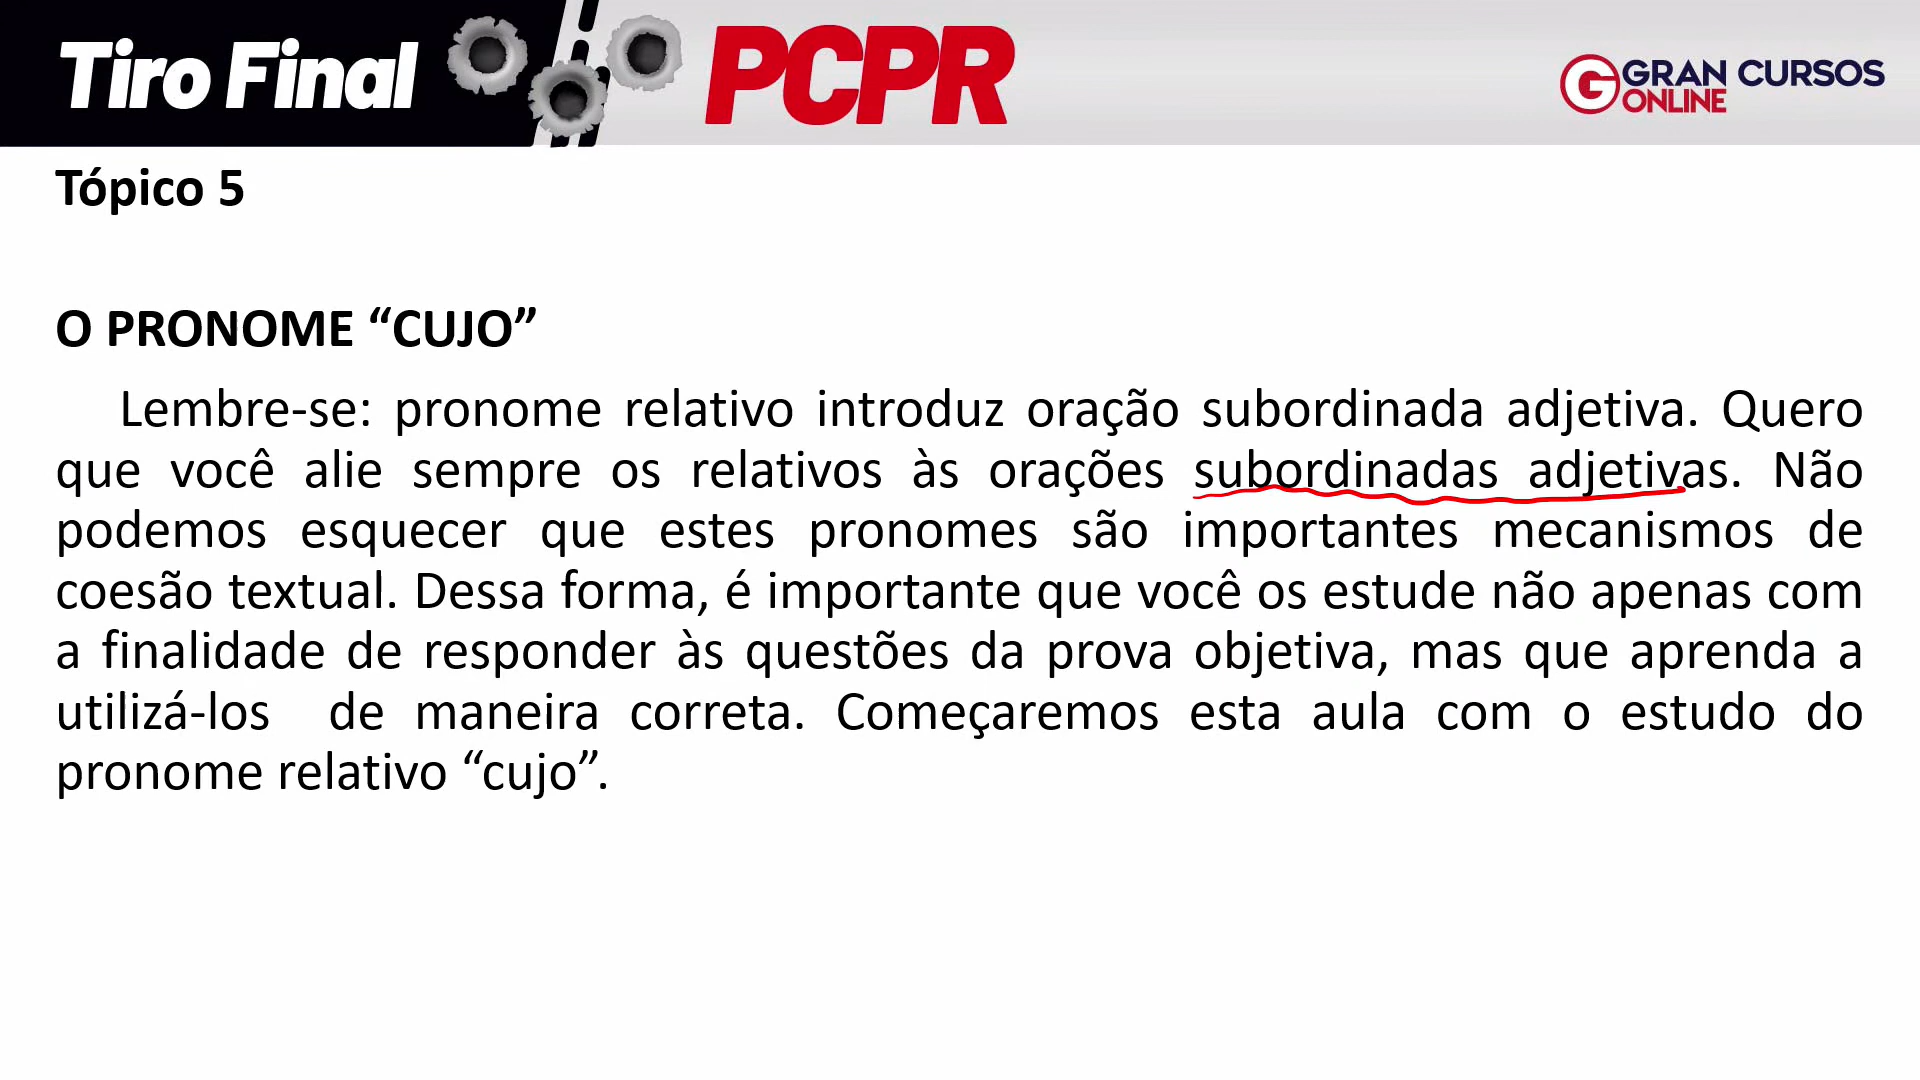 Tiro Final PCPR GRAN CURSOS
ONLINE
Tópico 5
O PRONOME “CUJO”
Lembre-se: pronome relativo introduz oração subordinada adjetiva. Quero
que você alie sempre os relativos às orações subordinadas adjetivas. Não
podemos esquecer que estes pronomes são importantes mecanismos de
coesão textual. Dessa forma, é importante que você os estude não apenas com
a finalidade de responder às questões da prova objetiva, mas que aprenda a
utilizá-los de maneira correta. Começaremos esta aula com o estudo do
pronome relativo “cujo”.